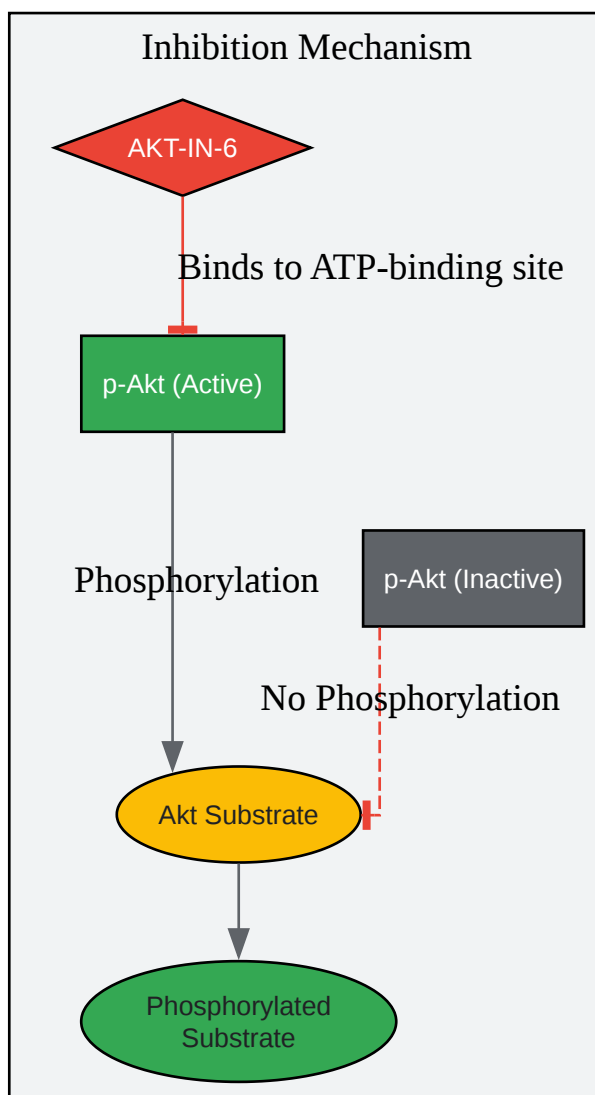 Inhibition Mechanism
AKT-IN-6
Binds to ATP-binding site
p-Akt (Active)
p-Akt (Inactive)
Phosphorylation
No Phosphorylation
Akt Substrate
Phosphorylated
Substrate